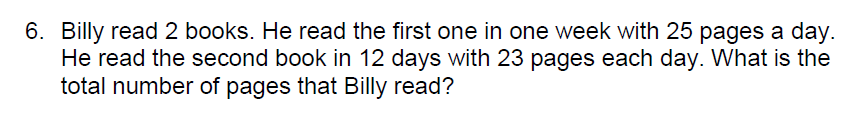 6. Billy read 2 books. He read the first one in one week with 25 pages a day.
He read the second book in 12 days with 23 pages each day. What is the
total number of pages that Billy read?